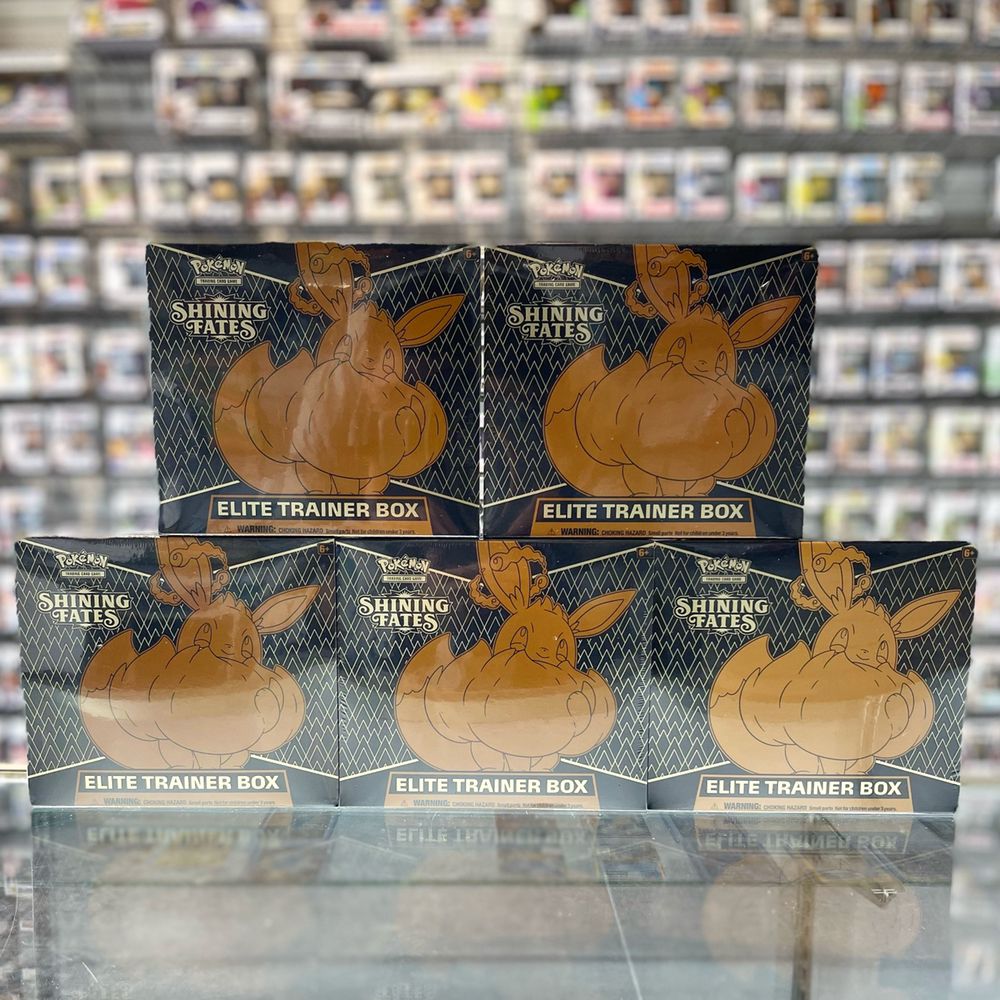 POKéMON
TRADING CARD GAME
SHINING
FATES
6+
ELITE TRAINER BOX
WARNING: CHOKING HAZARD. Small parts. Not for children under 3 years.
POKéMON
TRADING CARD GAME
SHINING
FATES
6+
ELITE TRAINER BOX
WARNING: CHOKING HAZARD. Small parts. Not for children under 3 years.
POKéMON
TRADING CARD GAME
SHINING
FATES
6+
ELITE TRAINER BOX
WARNING: CHOKING HAZARD. Small parts. Not for children under 3 years.
POKéMON
TRADING CARD GAME
SHINING
FATES
6+
ELITE TRAINER BOX
WARNING: CHOKING HAZARD. Small parts. Not for children under 3 years.
POKéMON
TRADING CARD GAME
SHINING
FATES
6+
ELITE TRAINER BOX
WARNING: CHOKING HAZARD. Small parts. Not for children under 3 years.